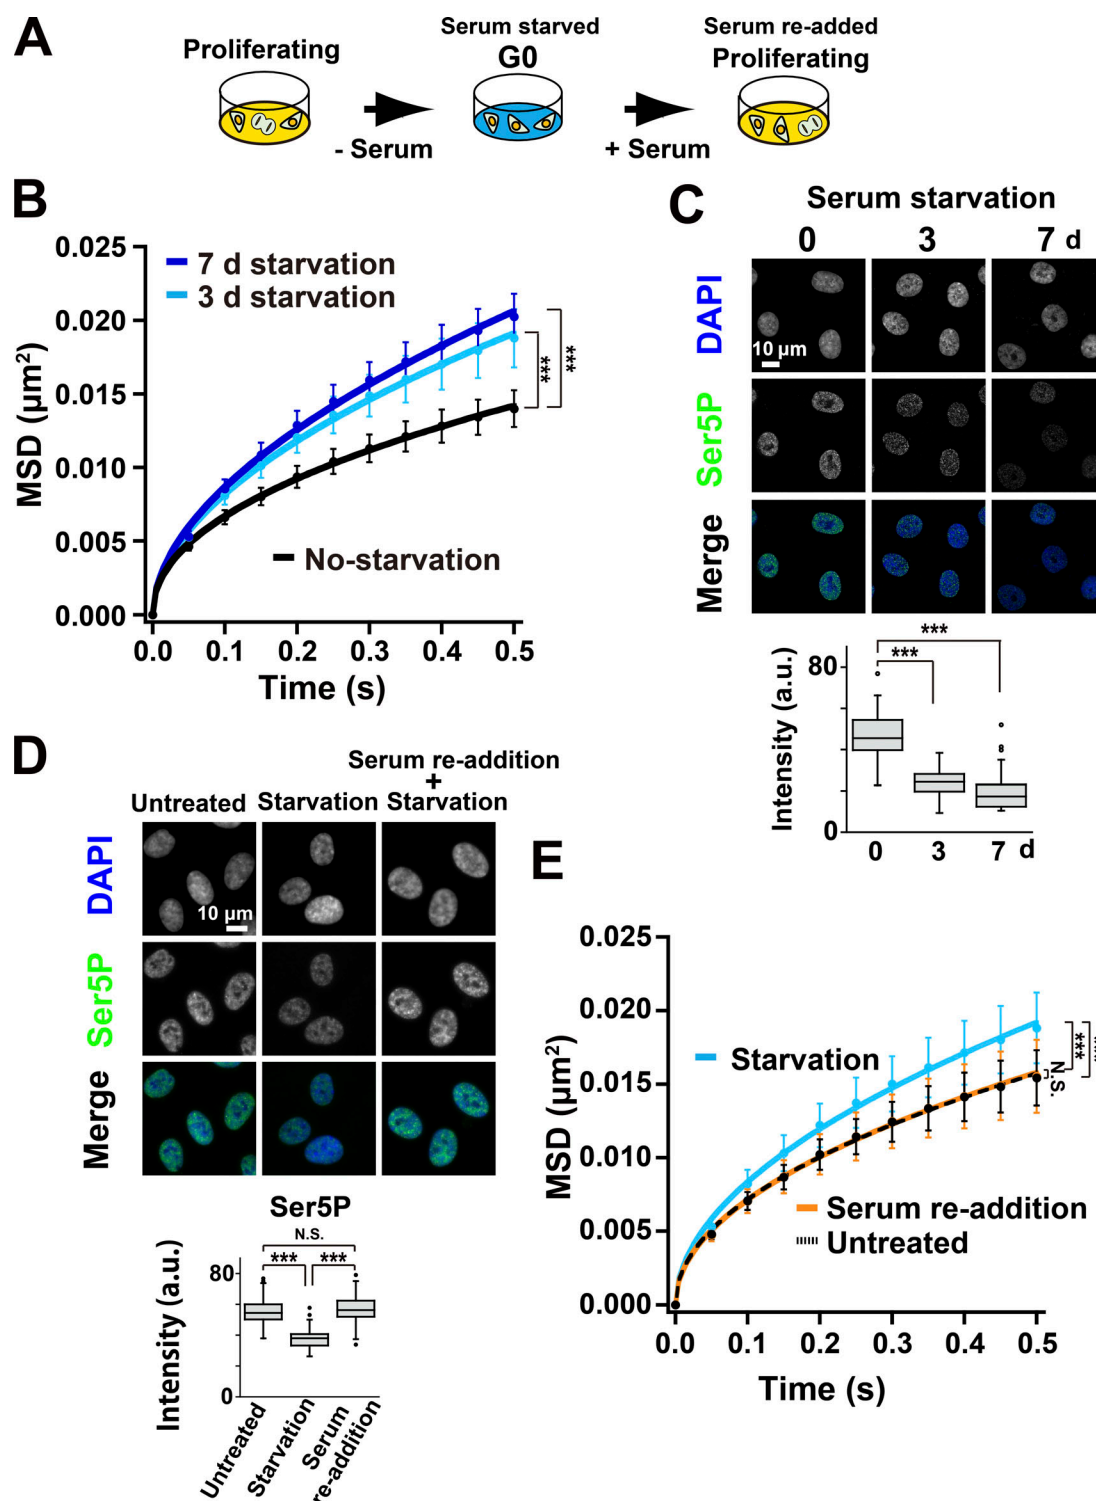 A
Proliferating
Serum starved
G0
Serum re-added
Proliferating
- Serum
+ Serum
B
MSD (µm²)
0.025
0.020
0.015
0.010
0.005
0.000
7 d starvation
3 d starvation
No-starvation
***
***
0.0 0.1 0.2 0.3 0.4 0.5
Time (s)
C
Serum starvation
0 3 7 d
DAPI
10 µm
Ser5P
Merge
Intensity (a.u.)
80
0
***
***
0 3 7 d
D
Untreated
Starvation
Serum re-addition
+
Starvation
DAPI
10 µm
Ser5P
Merge
Ser5P
Intensity (a.u.)
80
0
N.S.
*** ***
Untreated
Starvation
Serum
re-addition
E
MSD (µm²)
0.025
0.020
0.015
0.010
0.005
0.000
Starvation
Serum re-addition
Untreated
N.S.
***
0.0 0.1 0.2 0.3 0.4 0.5
Time (s)